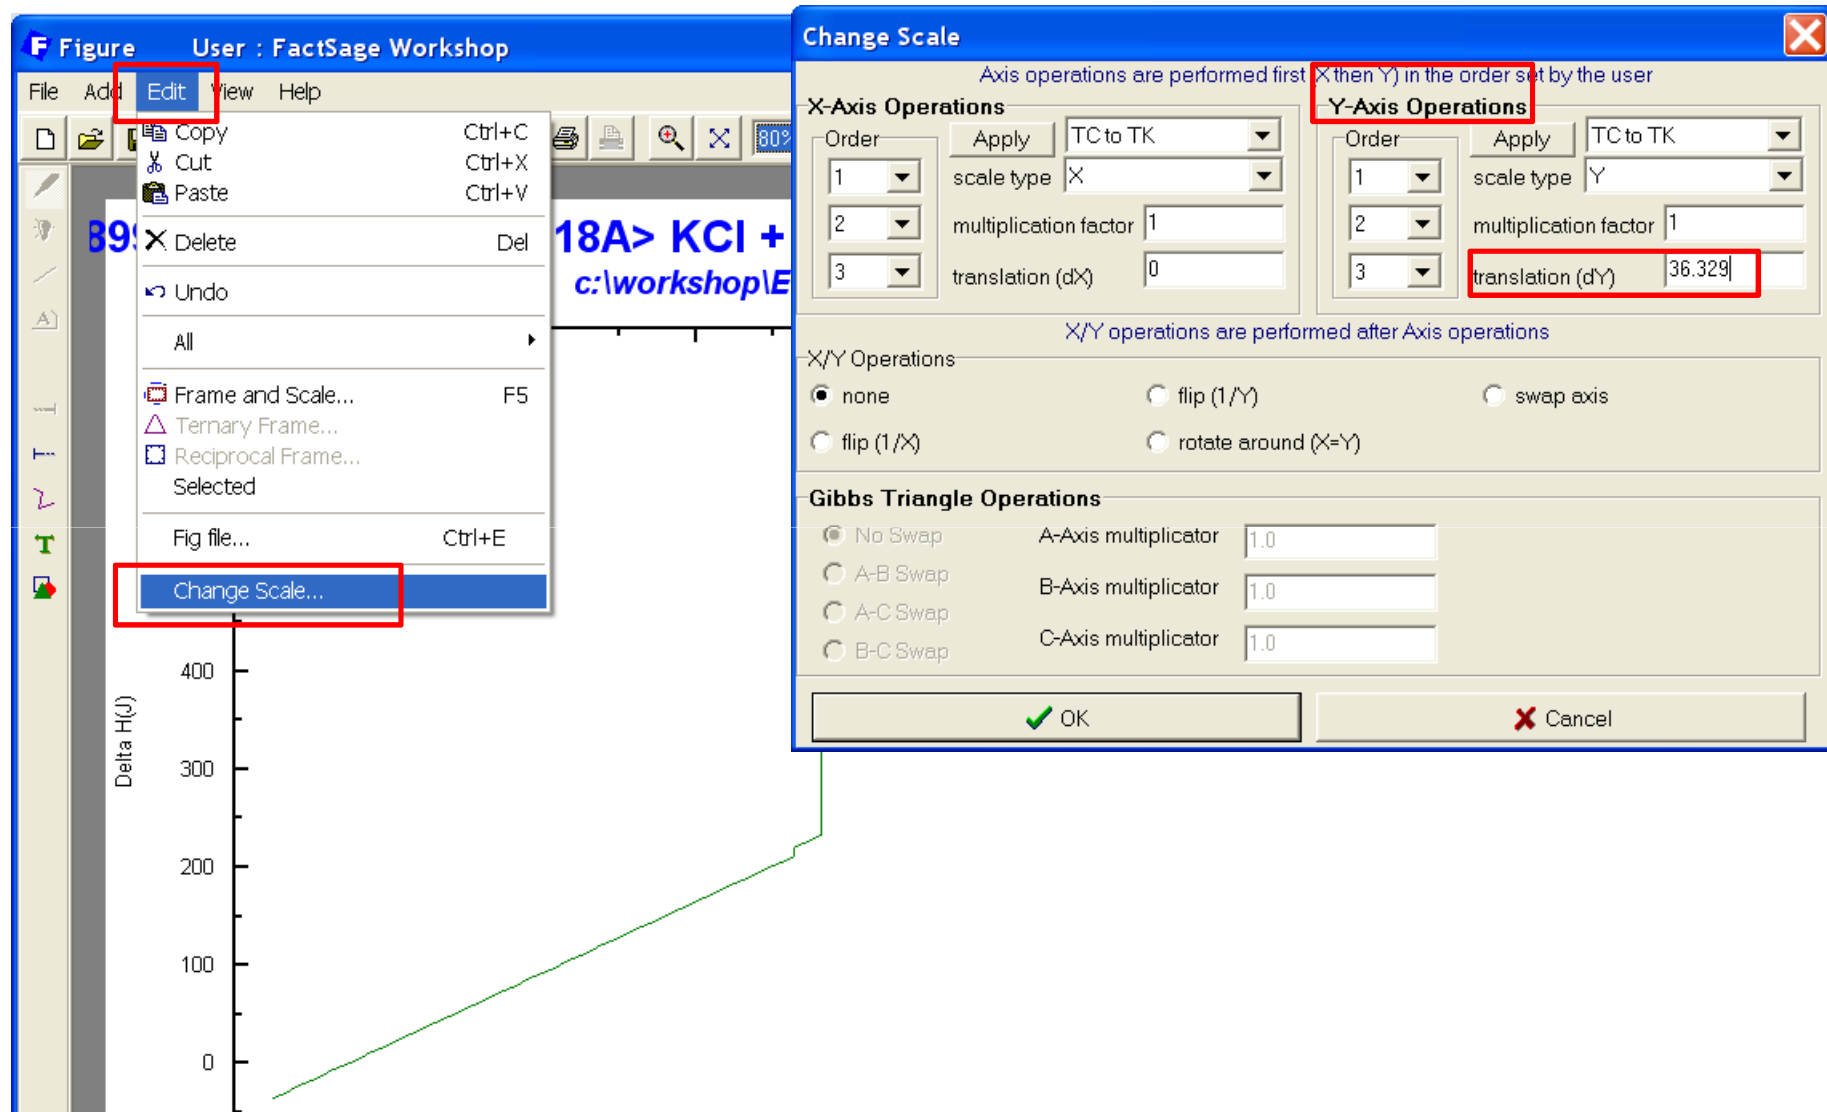 Figure User : FactSage Workshop
File Add Edit View Help
80%
Copy Ctrl+C
Cut Ctrl+X
Paste Ctrl+V
Delete Del
Undo
All
Frame and Scale... F5
Ternary Frame...
Reciprocal Frame...
Selected
Fig file... Ctrl+E
Change Scale...
18A> KCl +
c:\workshop\E
T
A
400
300
200
100
0
Delta H(J)
Change Scale
Axis operations are performed first (X then Y) in the order set by the user
X-Axis Operations
Order
1
2
3
Apply TC to TK
scale type X
multiplication factor 1
translation (dX) 0
Y-Axis Operations
Order
1
2
3
Apply TC to TK
scale type Y
multiplication factor 1
translation (dY) 36.329
X/Y operations are performed after Axis operations
X/Y Operations
none flip (1/Y) swap axis
flip (1/X) rotate around (X=Y)
Gibbs Triangle Operations
No Swap A-Axis multiplicator 1.0
A-B Swap B-Axis multiplicator 1.0
A-C Swap C-Axis multiplicator 1.0
B-C Swap
OK Cancel